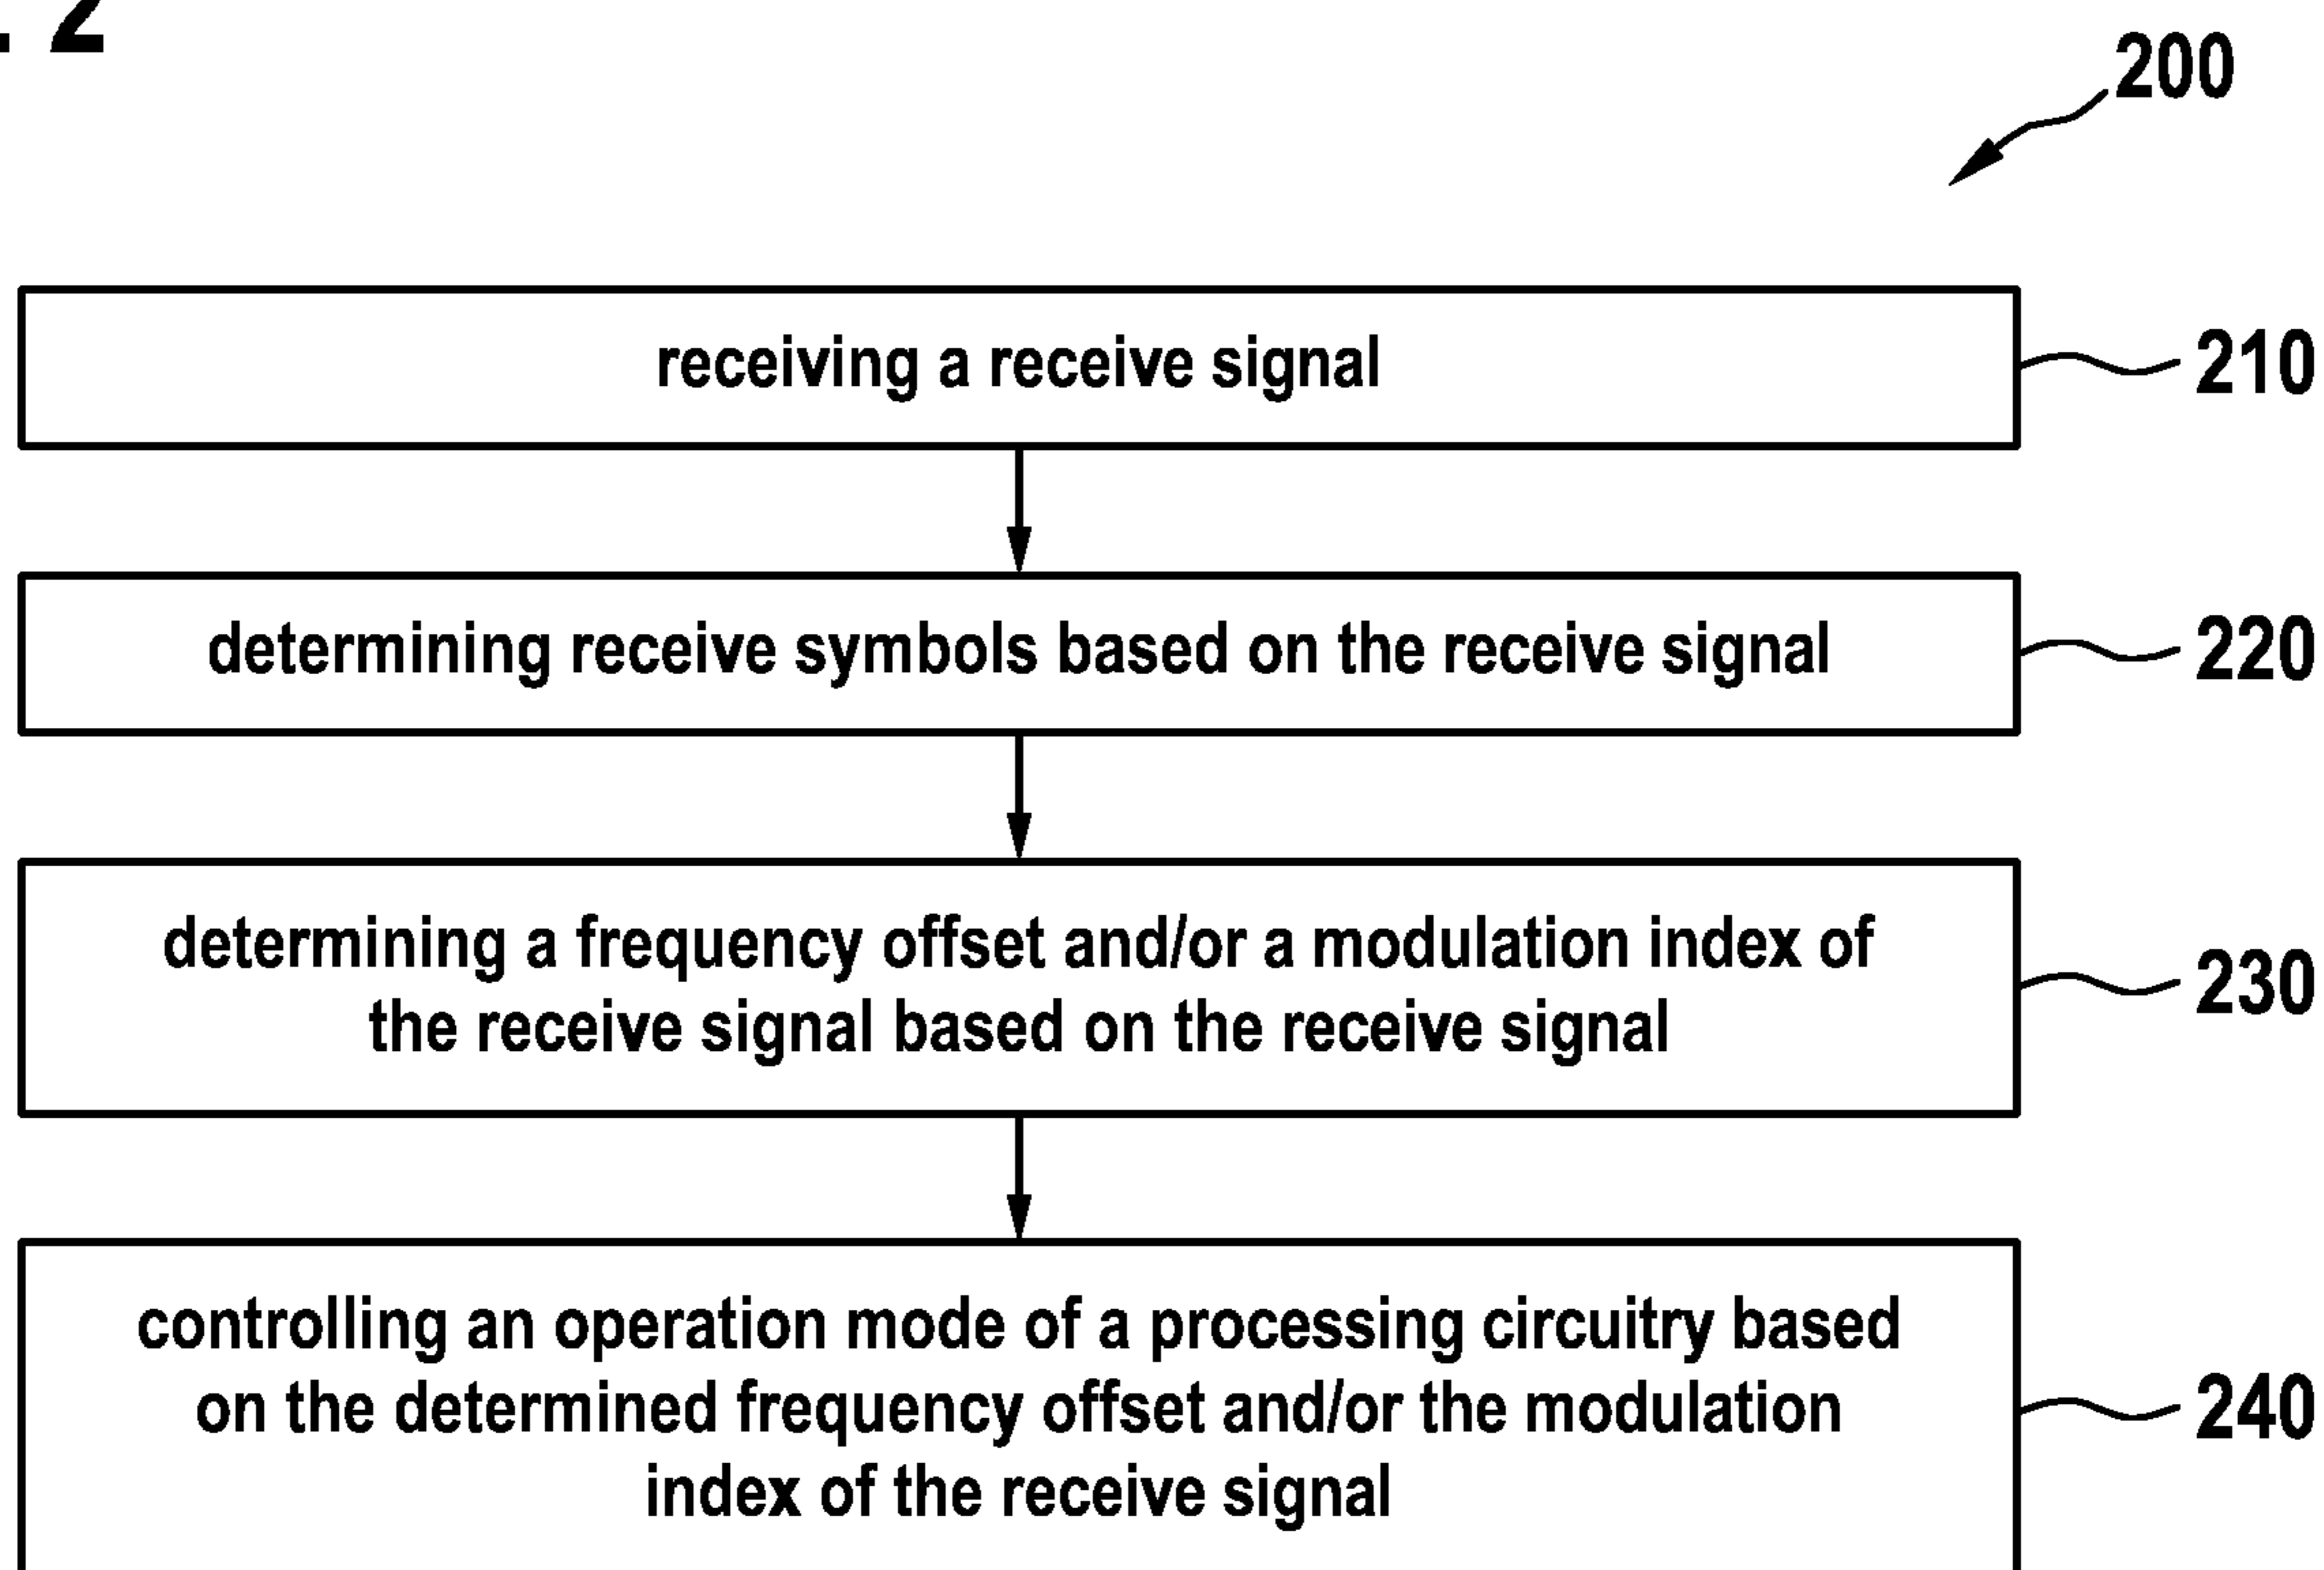 . 2
200
receiving a receive signal
210
determining receive symbols based on the receive signal
220
determining a frequency offset and/or a modulation index of
the receive signal based on the receive signal
230
controlling an operation mode of a processing circuitry based
on the determined frequency offset and/or the modulation
index of the receive signal
240